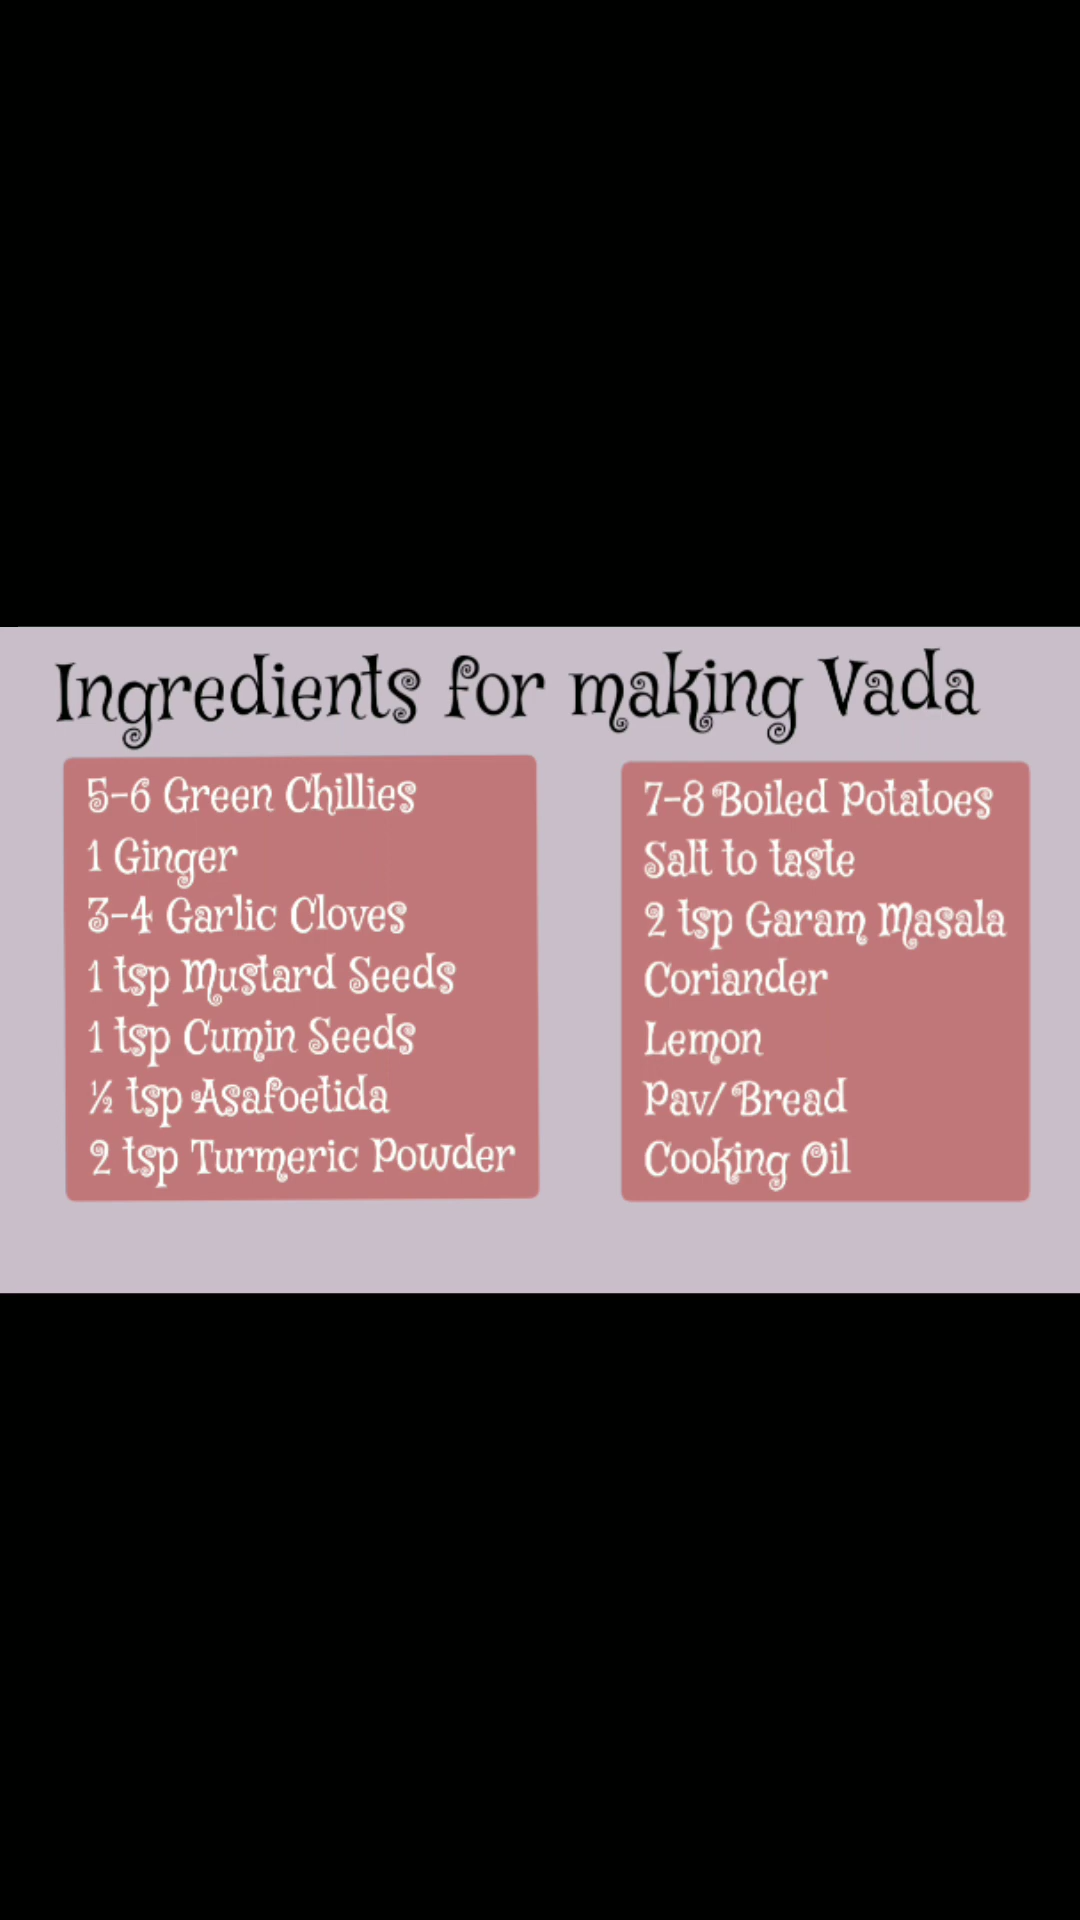 Ingredients for making Vada
5-6 Green Chillies
1 Ginger
3-4 Garlic Cloves
1 tsp Mustard Seeds
1 tsp Cumin Seeds
½ tsp Asafoetida
2 tsp Turmeric Powder
7-8 Boiled Potatoes
Salt to taste
2 tsp Garam Masala
Coriander
Lemon
Pav/Bread
Cooking Oil